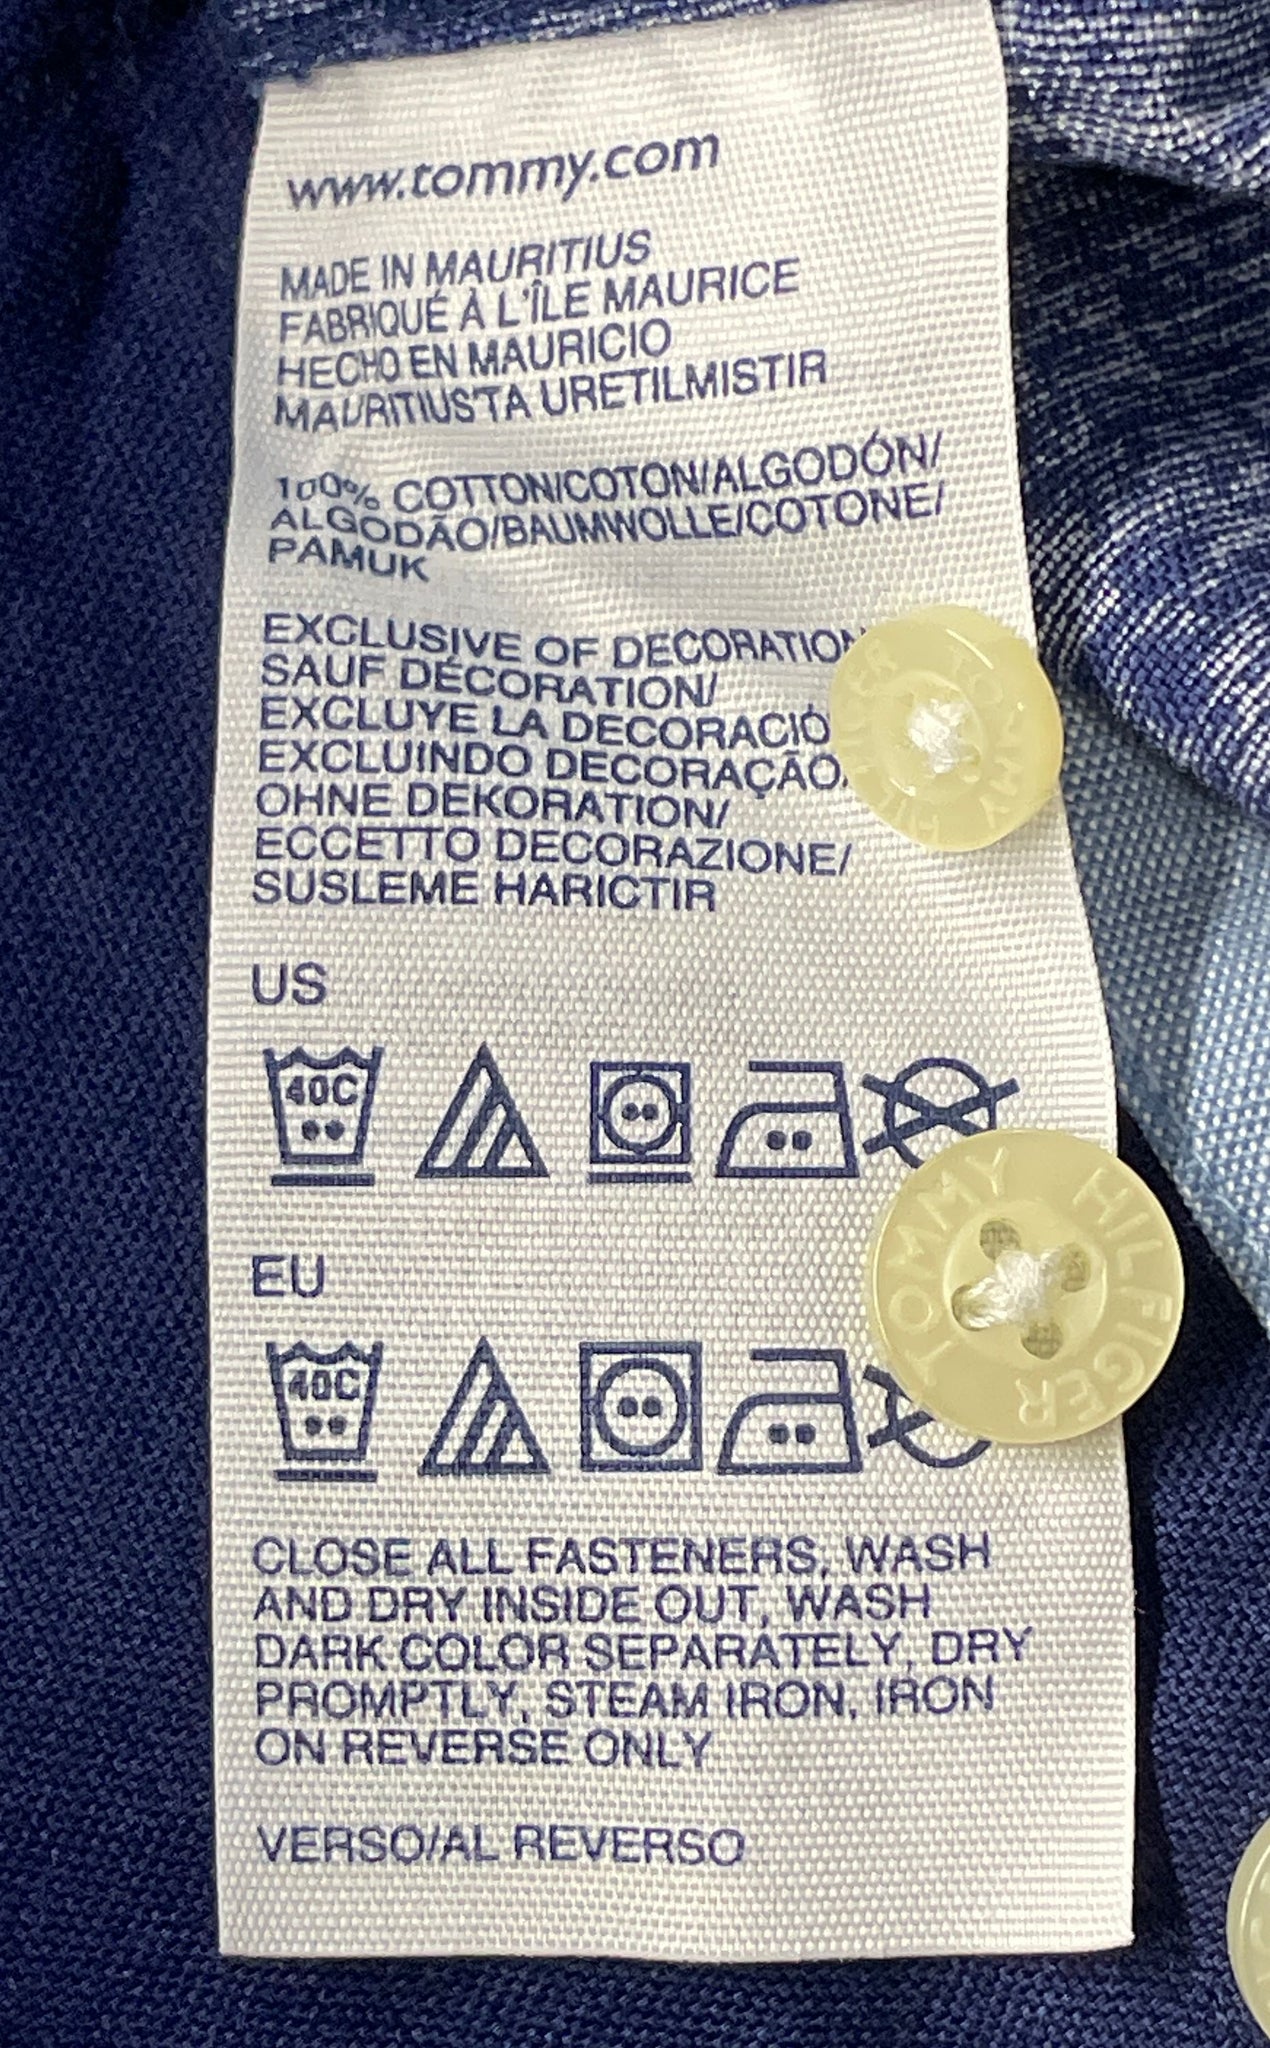 www.tommy.com
MADE IN MAURITIUS
FABRIQUÉ À L'ÎLE MAURICE
HECHO EN MAURICIO
MAURITIUS'TA URETILMISTIR
100% COTTON/COTON/ALGODÓN/
ALGODÃO/BAUMWOLLE/COTONE/
PAMUK
EXCLUSIVE OF DECORATION
SAUF DÉCORATION/
EXCLUYE LA DECORACIÓ
EXCLUINDO DECORAÇÃO/
OHNE DEKORATION/
ECCETTO DECORAZIONE/
SUSLEME HARICTIR
US
40C
EU
40C
CLOSE ALL FASTENERS, WASH
AND DRY INSIDE OUT, WASH
DARK COLOR SEPARATELY, DRY
PROMPTLY, STEAM IRON, IRON
ON REVERSE ONLY
VERSO/AL REVERSO
TOMMY HILFIGER
TOMMY HILFIGER